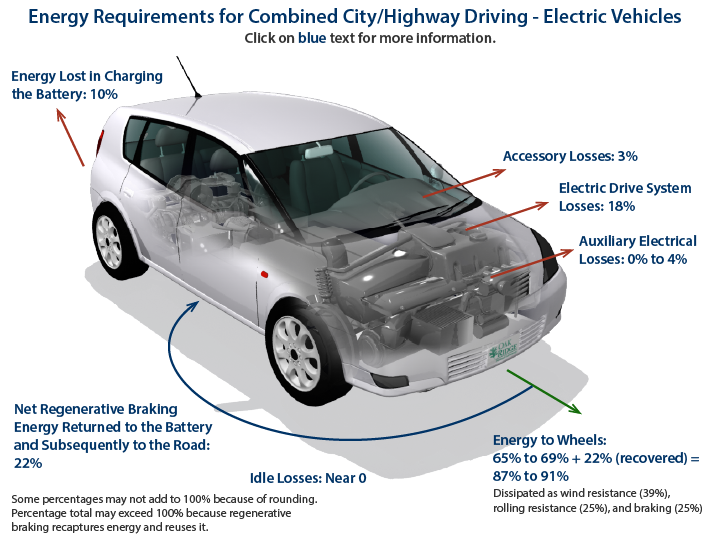 Energy Requirements for Combined City/Highway Driving - Electric Vehicles
Click on blue text for more information.
Energy Lost in Charging
the Battery: 10%
Accessory Losses: 3%
Electric Drive System
Losses: 18%
Auxiliary Electrical
Losses: 0% to 4%
OAK
RIDGE
Net Regenerative Braking
Energy Returned to the Battery
and Subsequently to the Road:
22%
Idle Losses: Near 0
Energy to Wheels:
65% to 69% + 22% (recovered) =
87% to 91%
Dissipated as wind resistance (39%),
rolling resistance (25%), and braking (25%)
Some percentages may not add to 100% because of rounding.
Percentage total may exceed 100% because regenerative
braking recaptures energy and reuses it.